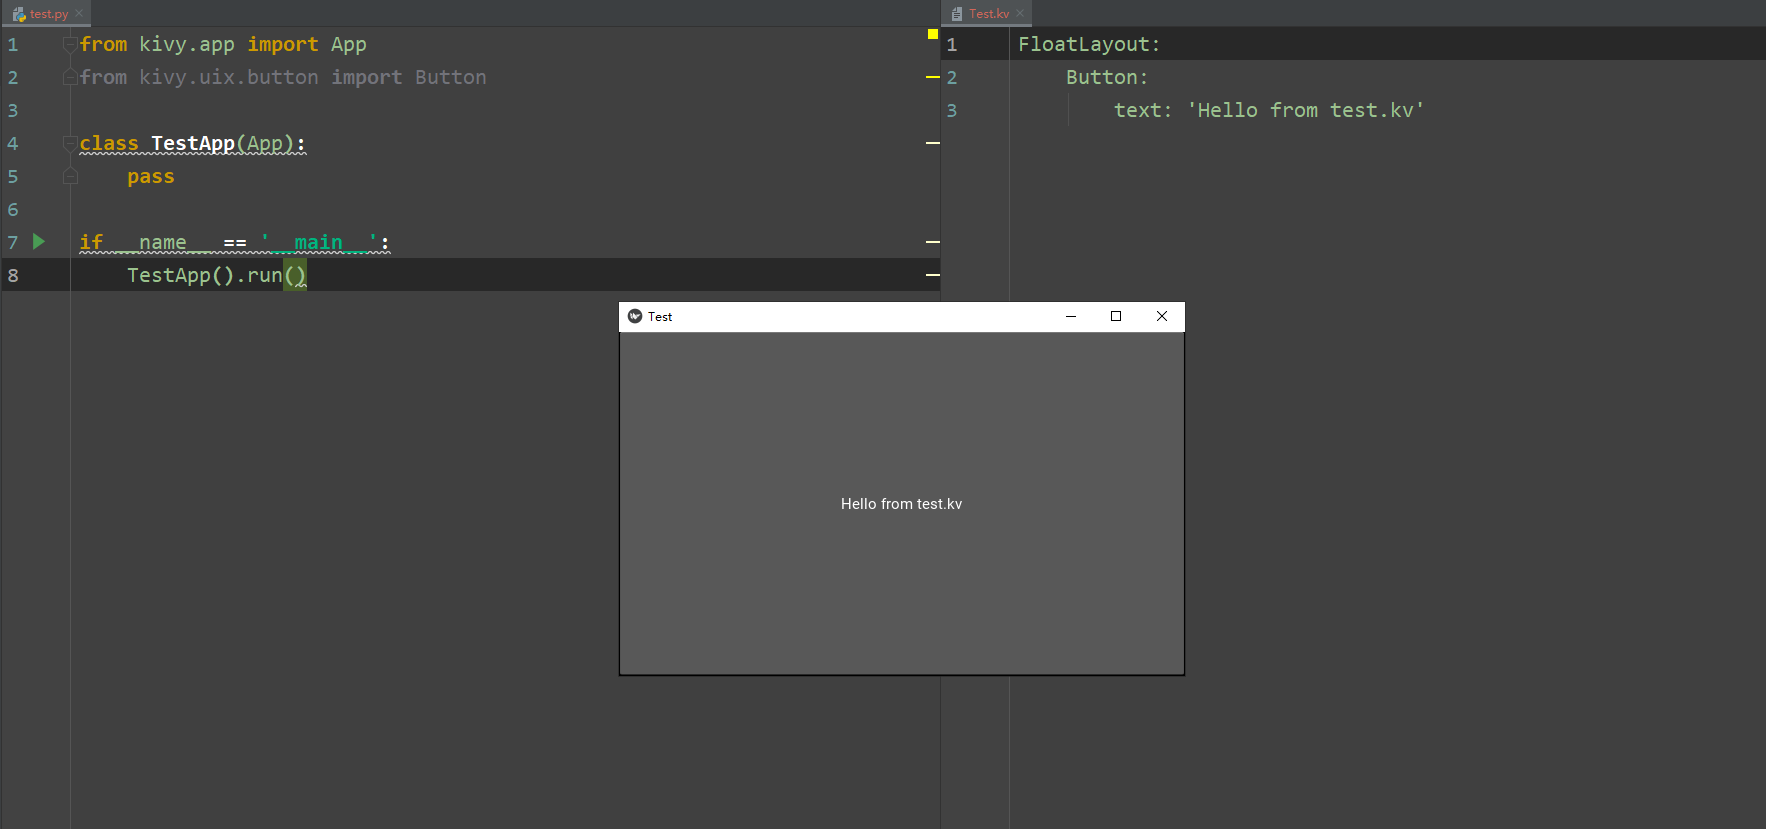 test.py
1 from kivy.app import App
2 from kivy.uix.button import Button
3
4 class TestApp(App):
5 pass
6
7 if __name__ == '__main__':
8 TestApp().run()
Test.kv
1 FloatLayout:
2 Button:
3 text: 'Hello from test.kv'
Test
Hello from test.kv